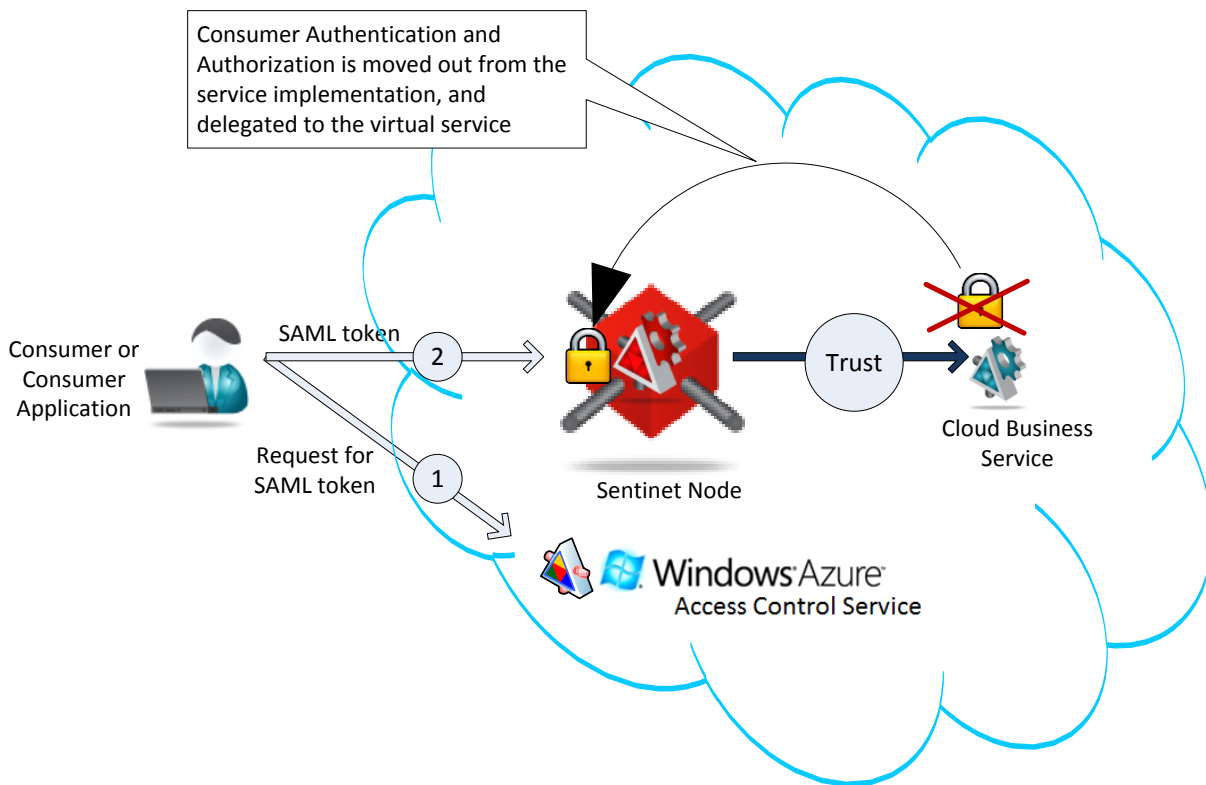 Consumer Authentication and
Authorization is moved out from the
service implementation, and
delegated to the virtual service
SAML token
2
Consumer or
Consumer
Application
Trust
Request for
SAML token
1
Sentinet Node
Cloud Business
Service
Windows Azure™
Access Control Service